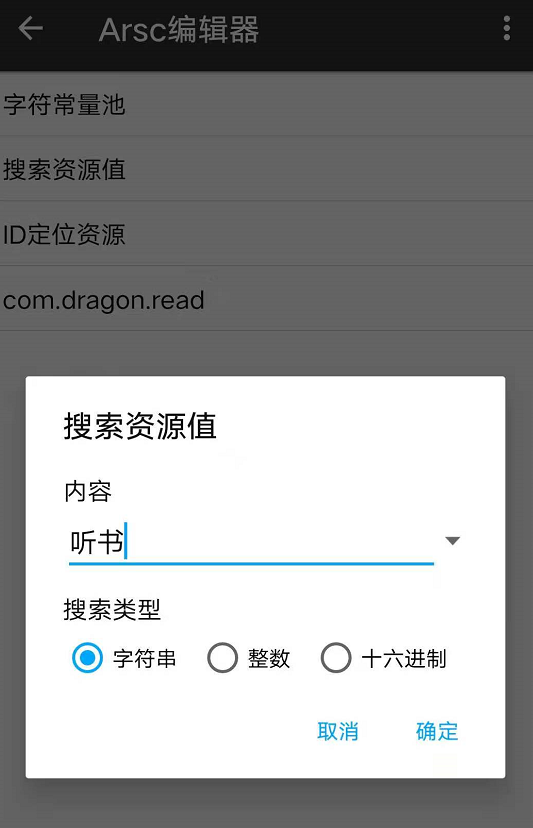 Arsc编辑器
字符常量池
搜索资源值
ID定位资源
com.dragon.read
搜索资源值
内容
听书
搜索类型
字符串 整数 十六进制
取消 确定